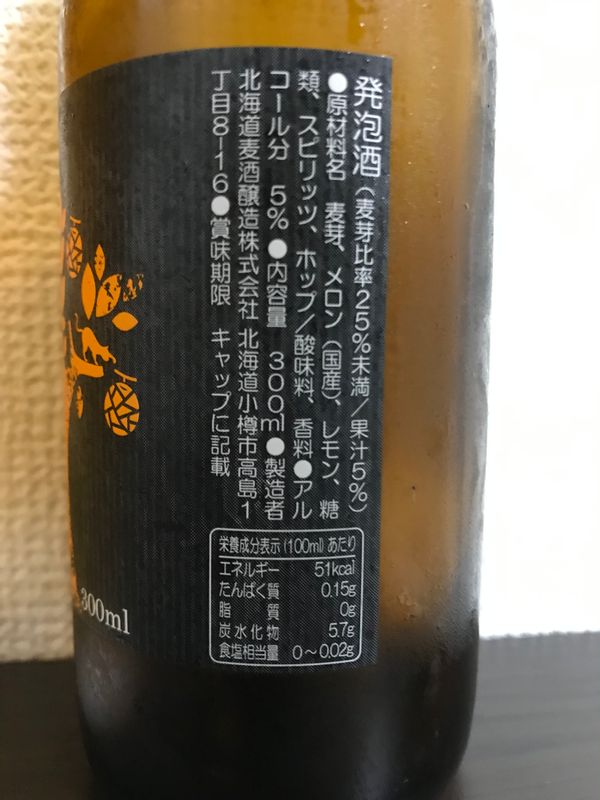 発泡酒(麦芽比率25%未満/果汁5%)
●原材料名 麦芽、メロン(国産)、レモン、糖
類、スピリッツ、ホップ/酸味料、香料●アル
コール分 5%●内容量 300ml●製造者
北海道麦酒醸造株式会社 北海道小樽市高島1
丁目8-16●賞味期限 キャップに記載
栄養成分表示(100ml)あたり
エネルギー 51kcal
たんぱく質 0.15g
脂質 0g
炭水化物 5.7g
食塩相当量 0〜0.02g
300ml